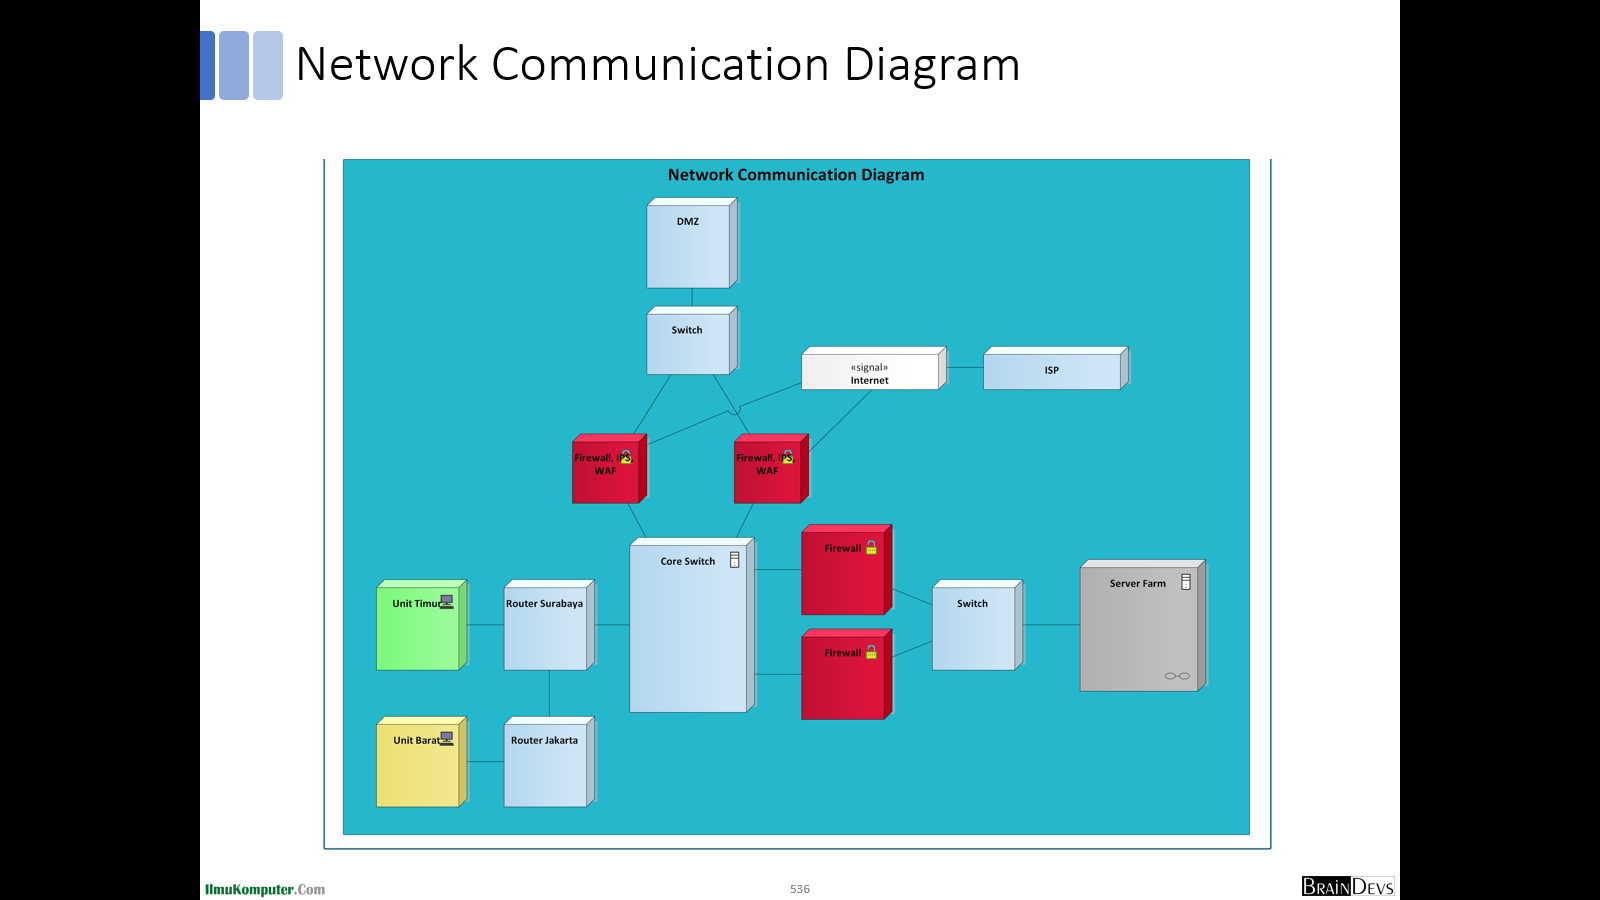 Network Communication Diagram
Network Communication Diagram
DMZ
Switch
«signal»
Internet
ISP
Firewall, IPS,
WAF
Firewall, IPS,
WAF
Core Switch
Firewall
Server Farm
Unit Timur
Router Surabaya
Switch
Firewall
Unit Barat
Router Jakarta
IlmuKomputer.Com
536
BRAINDEVS